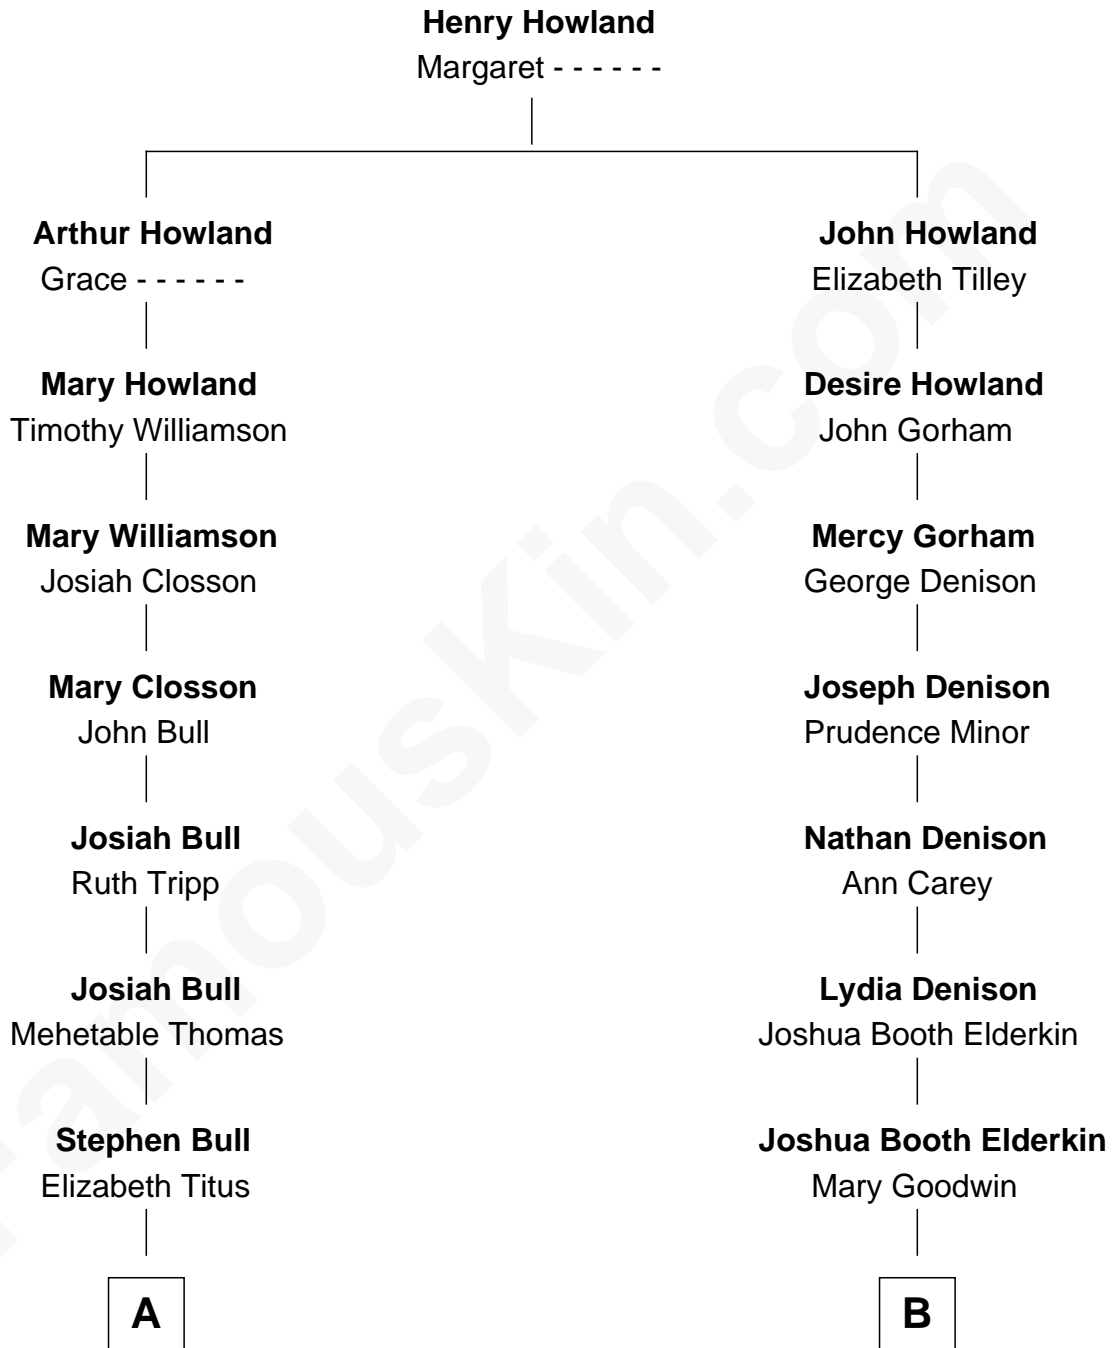 Henry Howland
Margaret - - - - - -
Arthur Howland
Grace - - - - - -
John Howland
Elizabeth Tilley
Mary Howland
Timothy Williamson
Desire Howland
John Gorham
Mary Williamson
Josiah Closson
Mercy Gorham
George Denison
Mary Closson
John Bull
Joseph Denison
Prudence Minor
Josiah Bull
Ruth Tripp
Nathan Denison
Ann Carey
Josiah Bull
Mehetable Thomas
Lydia Denison
Joshua Booth Elderkin
Stephen Bull
Elizabeth Titus
Joshua Booth Elderkin
Mary Goodwin
A
B
FamousKin.com